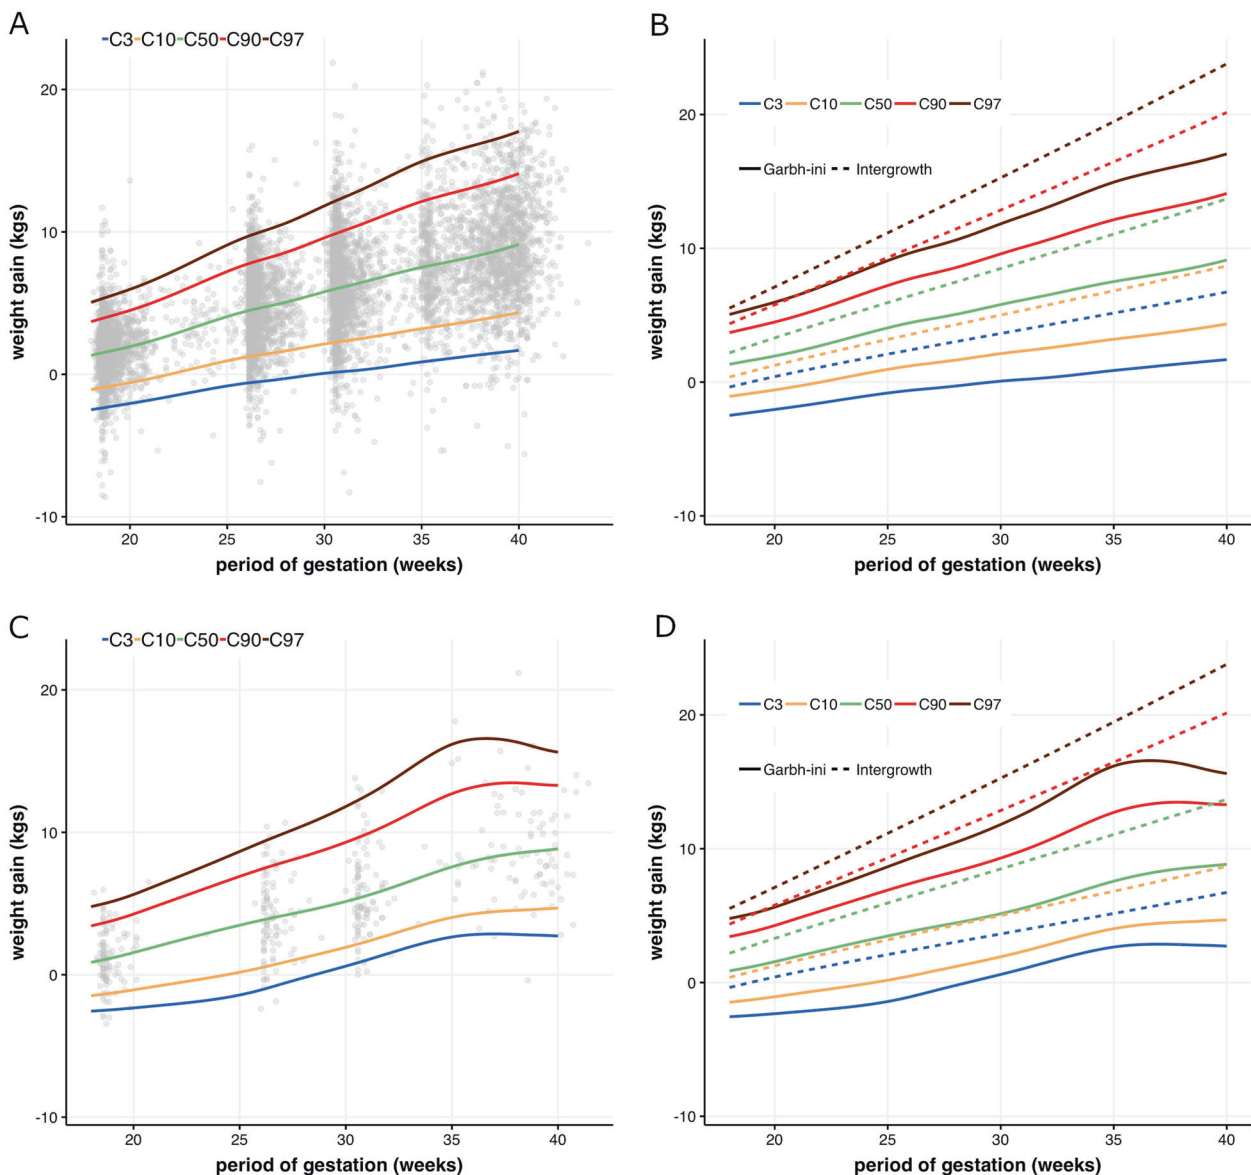 A
C3 C10 C50 C90 C97
20
10
0
-10
weight gain (kgs)
20 25 30 35 40
period of gestation (weeks)
B
C3 C10 C50 C90 C97
Garbh-ini Intergrowth
20
10
0
-10
weight gain (kgs)
20 25 30 35 40
period of gestation (weeks)
C
C3 C10 C50 C90 C97
20
10
0
-10
weight gain (kgs)
20 25 30 35 40
period of gestation (weeks)
D
C3 C10 C50 C90 C97
Garbh-ini Intergrowth
20
10
0
-10
weight gain (kgs)
20 25 30 35 40
period of gestation (weeks)